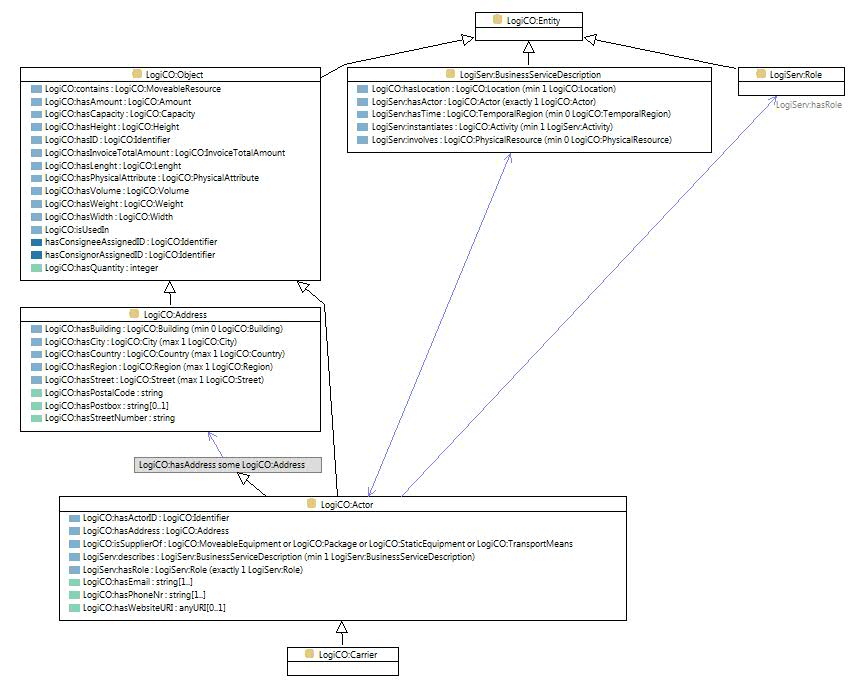 LogiCO:Entity
LogiCO:Object
LogiCO:contains : LogiCO:MoveableResource
LogiCO:hasAmount : LogiCO:Amount
LogiCO:hasCapacity : LogiCO:Capacity
LogiCO:hasHeight : LogiCO:Height
LogiCO:hasID : LogiCO:Identifier
LogiCO:hasInvoiceTotalAmount : LogiCO:InvoiceTotalAmount
LogiCO:hasLenght : LogiCO:Lenght
LogiCO:hasPhysicalAttribute : LogiCO:PhysicalAttribute
LogiCO:hasVolume : LogiCO:Volume
LogiCO:hasWeight : LogiCO:Weight
LogiCO:hasWidth : LogiCO:Width
LogiCO:isUsedIn
hasConsigneeAssignedID : LogiCO:Identifier
hasConsignorAssignedID : LogiCO:Identifier
LogiCO:hasQuantity : integer
LogiServ:BusinessServiceDescription
LogiCO:hasLocation : LogiCO:Location (min 1 LogiCO:Location)
LogiServ:hasActor : LogiCO:Actor (exactly 1 LogiCO:Actor)
LogiServ:hasTime : LogiCO:TemporalRegion (min 0 LogiCO:TemporalRegion)
LogiServ:instantiates : LogiCO:Activity (min 1 LogiServ:Activity)
LogiServ:involves : LogiCO:PhysicalResource (min 0 LogiCO:PhysicalResource)
LogiServ:Role
LogiServ:hasRole
LogiCO:Address
LogiCO:hasBuilding : LogiCO:Building (min 0 LogiCO:Building)
LogiCO:hasCity : LogiCO:City (max 1 LogiCO:City)
LogiCO:hasCountry : LogiCO:Country (max 1 LogiCO:Country)
LogiCO:hasRegion : LogiCO:Region (max 1 LogiCO:Region)
LogiCO:hasStreet : LogiCO:Street (max 1 LogiCO:Street)
LogiCO:hasPostalCode : string
LogiCO:hasPostbox : string[0..1]
LogiCO:hasStreetNumber : string
LogiCO:hasAddress some LogiCO:Address
LogiCO:Actor
LogiCO:hasActorID : LogiCO:Identifier
LogiCO:hasAddress : LogiCO:Address
LogiCO:isSupplierOf : LogiCO:MoveableEquipment or LogiCO:Package or LogiCO:StaticEquipment or LogiCO:TransportMeans
LogiServ:describes : LogiServ:BusinessServiceDescription (min 1 LogiServ:BusinessServiceDescription)
LogiServ:hasRole : LogiServ:Role (exactly 1 LogiServ:Role)
LogiCO:hasEmail : string[1..]
LogiCO:hasPhoneNr : string[1..]
LogiCO:hasWebsiteURI : anyURI[0..1]
LogiCO:Carrier